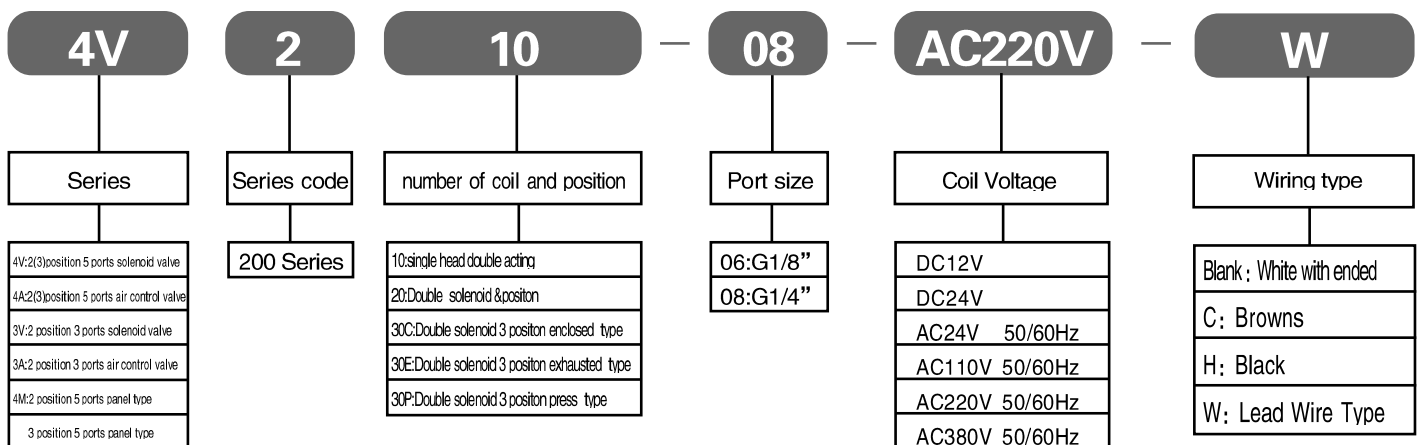 4V 2 10 — 08 — AC220V — W
Series
4V:2(3)position 5 ports solenoid valve
4A:2(3)position 5 ports air control valve
3V:2 position 3 ports solenoid valve
3A:2 position 3 ports air control valve
4M:2 position 5 ports panel type
3 position 5 ports panel type
Series code
200 Series
number of coil and position
10:single head double acting
20:Double solenoid &positon
30C:Double solenoid 3 positon enclosed type
30E:Double solenoid 3 positon exhausted type
30P:Double solenoid 3 positon press type
Port size
06:G1/8”
08:G1/4”
Coil Voltage
DC12V
DC24V
AC24V 50/60Hz
AC110V 50/60Hz
AC220V 50/60Hz
AC380V 50/60Hz
Wiring type
Blank: White with ended
C: Browns
H: Black
W: Lead Wire Type